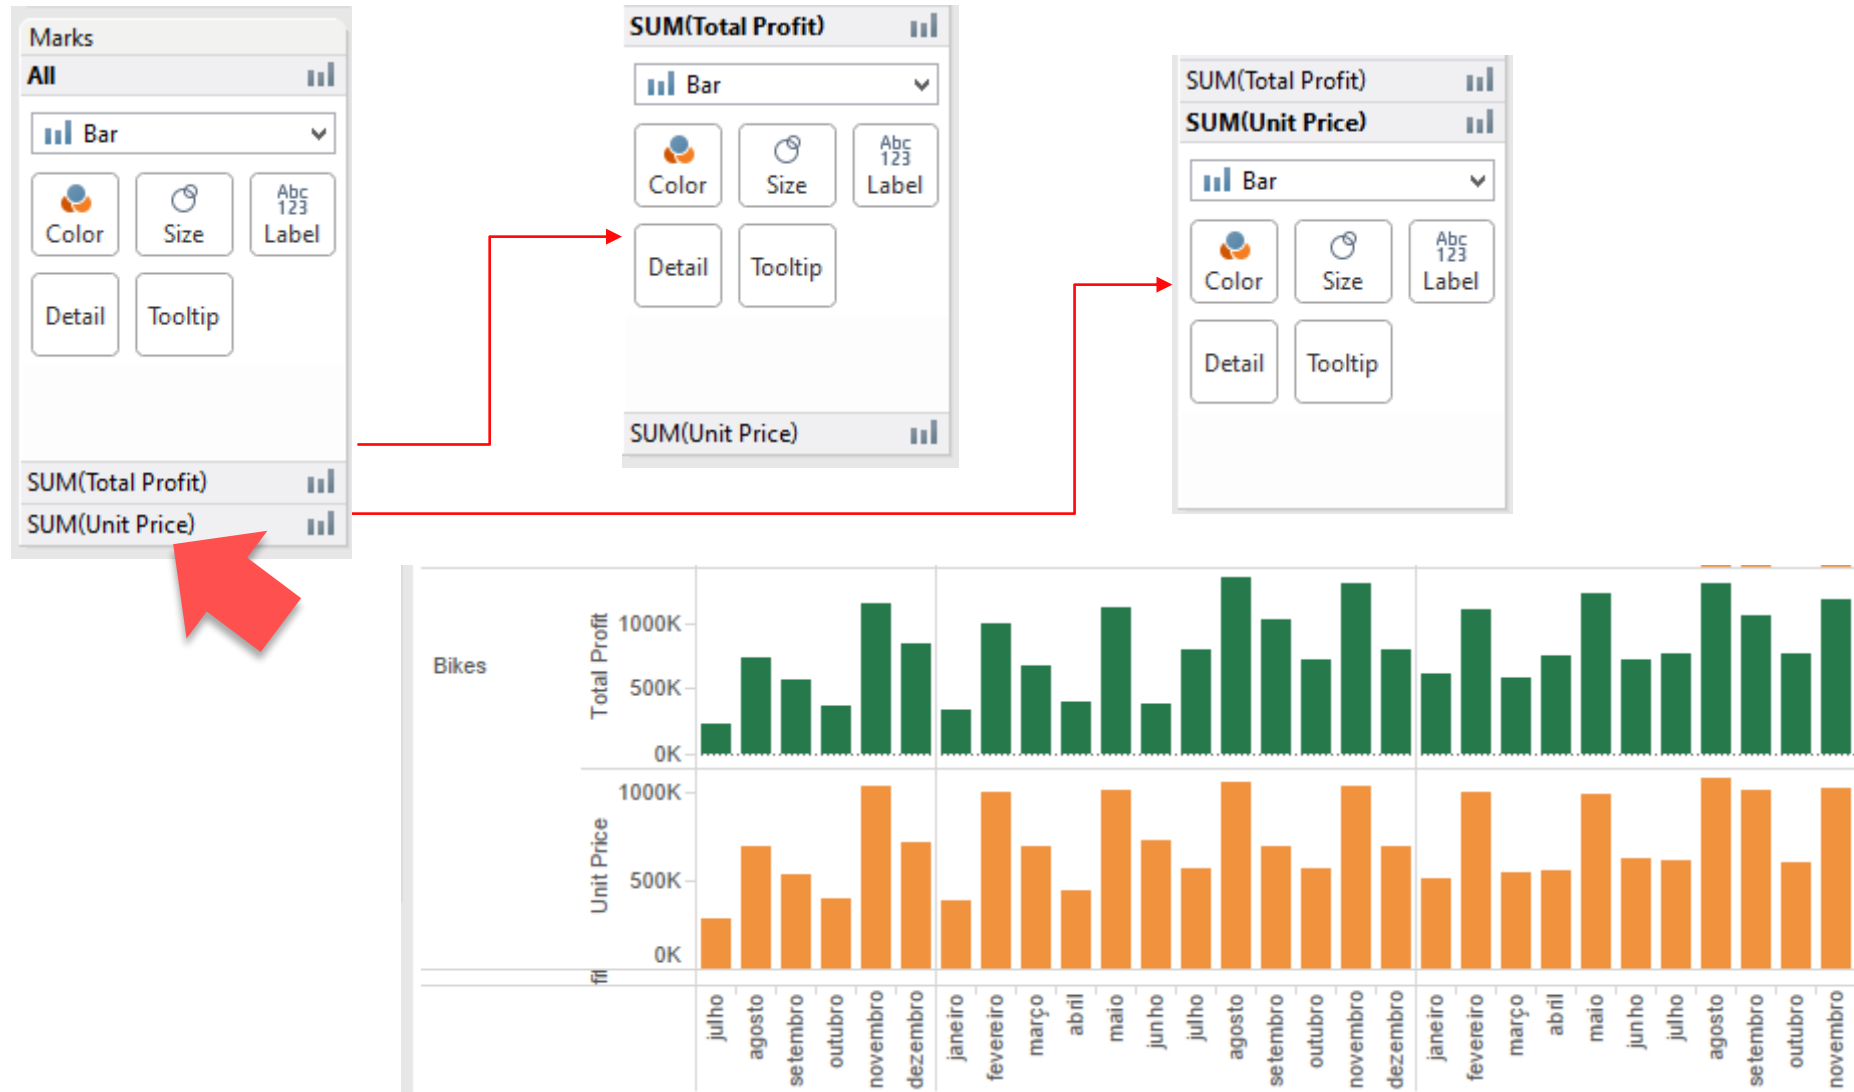 Marks
All
Bar
Color
Size
Abc
123
Label
Detail
Tooltip
SUM(Total Profit)
SUM(Unit Price)
SUM(Total Profit)
Bar
Color
Size
Abc
123
Label
Detail
Tooltip
SUM(Unit Price)
SUM(Total Profit)
SUM(Unit Price)
Bar
Color
Size
Abc
123
Label
Detail
Tooltip
Bikes
Total Profit
1000K
500K
0K
Unit Price
1000K
500K
0K
julho
agosto
setembro
outubro
novembro
dezembro
janeiro
fevereiro
março
abril
maio
junho
julho
agosto
setembro
outubro
novembro
dezembro
janeiro
fevereiro
março
abril
maio
junho
julho
agosto
setembro
outubro
novembro